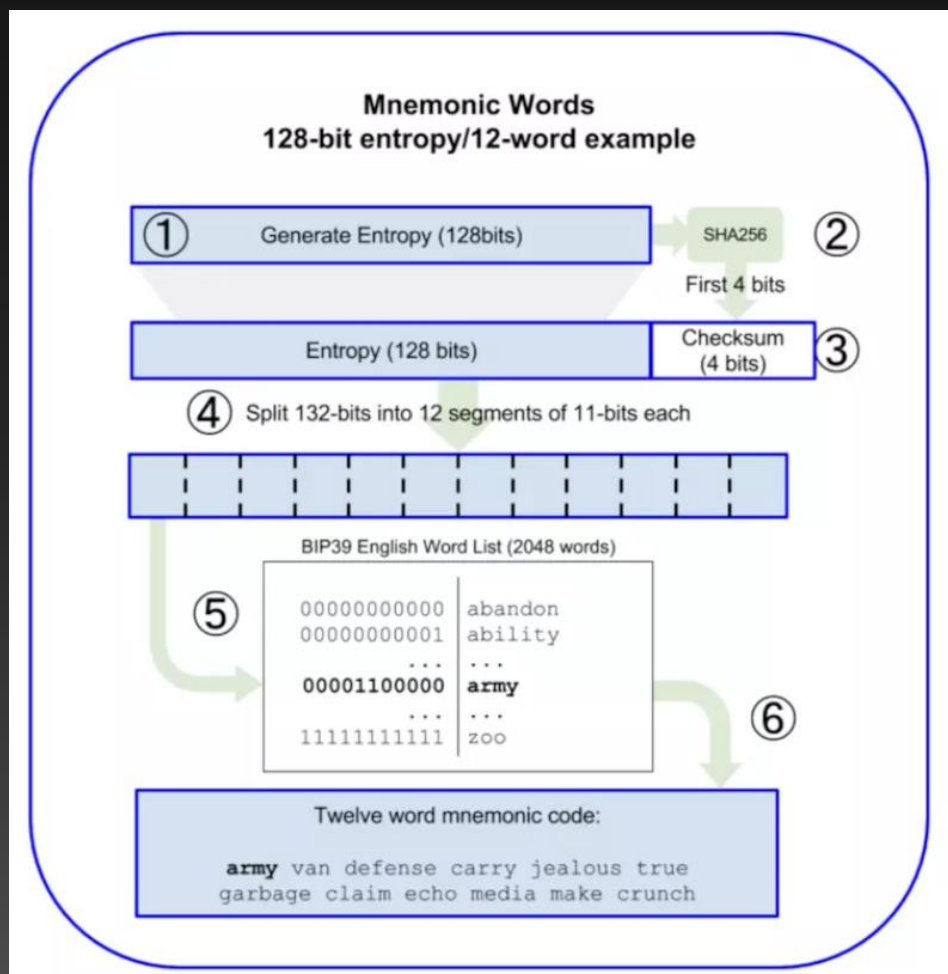 Mnemonic Words
128-bit entropy/12-word example
① Generate Entropy (128bits)
SHA256 ②
First 4 bits
Entropy (128 bits)
Checksum
(4 bits) ③
④ Split 132-bits into 12 segments of 11-bits each
BIP39 English Word List (2048 words)
⑤
00000000000 abandon
00000000001 ability
... ...
00001100000 army
... ...
11111111111 zoo
⑥
Twelve word mnemonic code:
army van defense carry jealous true
garbage claim echo media make crunch